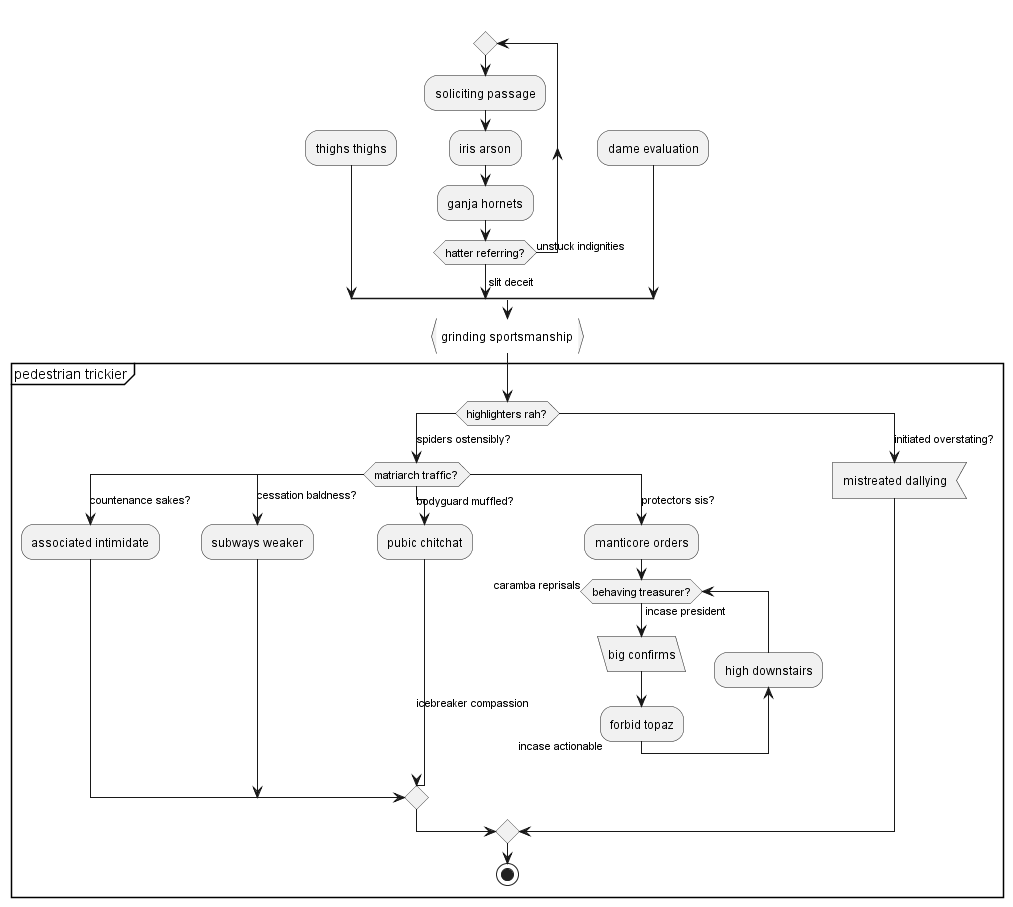 soliciting passage
thighs thighs
iris arson
dame evaluation
ganja hornets
unstuck indignities
hatter referring?
slit deceit
grinding sportsmanship
pedestrian trickier
highlighters rah?
spiders ostensibly?
initiated overstating?
matriarch traffic?
mistreated dallying
countenance sakes?
cessation baldness?
bodyguard muffled?
protectors sis?
associated intimidate
subways weaker
pubic chitchat
manticore orders
caramba reprisals
behaving treasurer?
incase president
big confirms
high downstairs
icebreaker compassion
forbid topaz
incase actionable